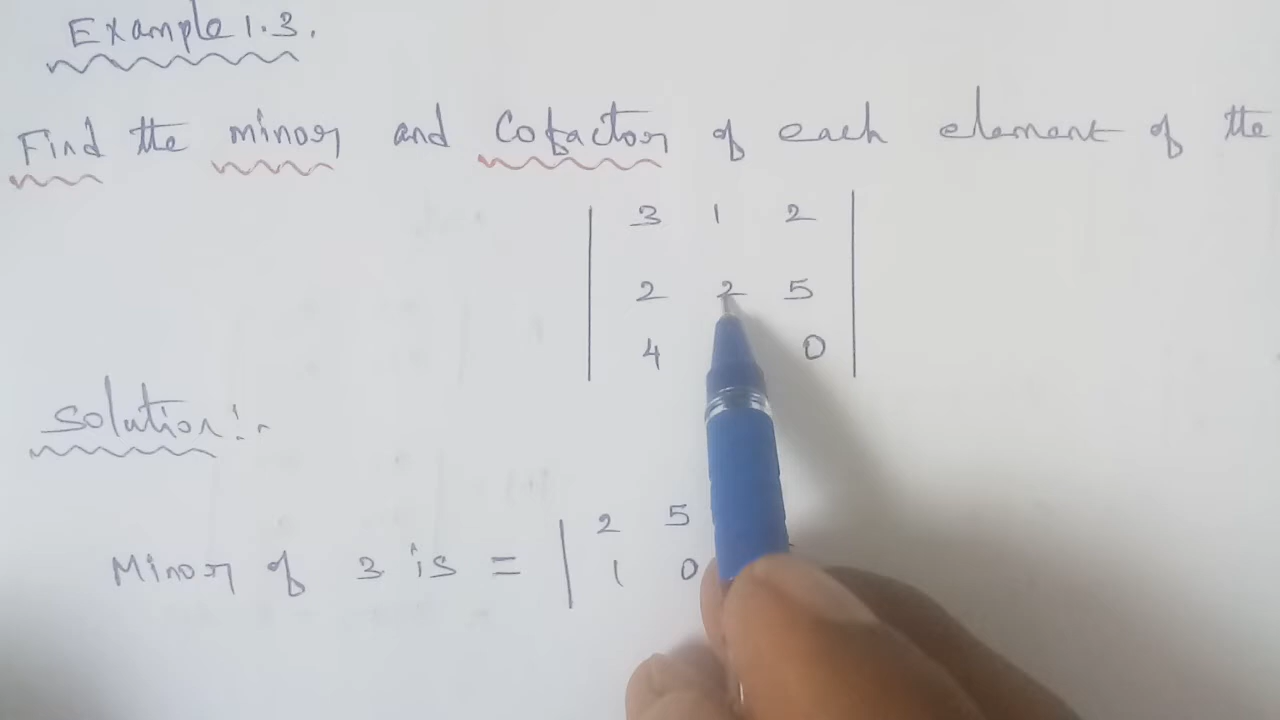 Example 1.3.
Find the minor and Cofactor of each element of the
3 1 2
2 2 5
4 0
Solution:-
Minor of 3 is = | 2 5
1 0